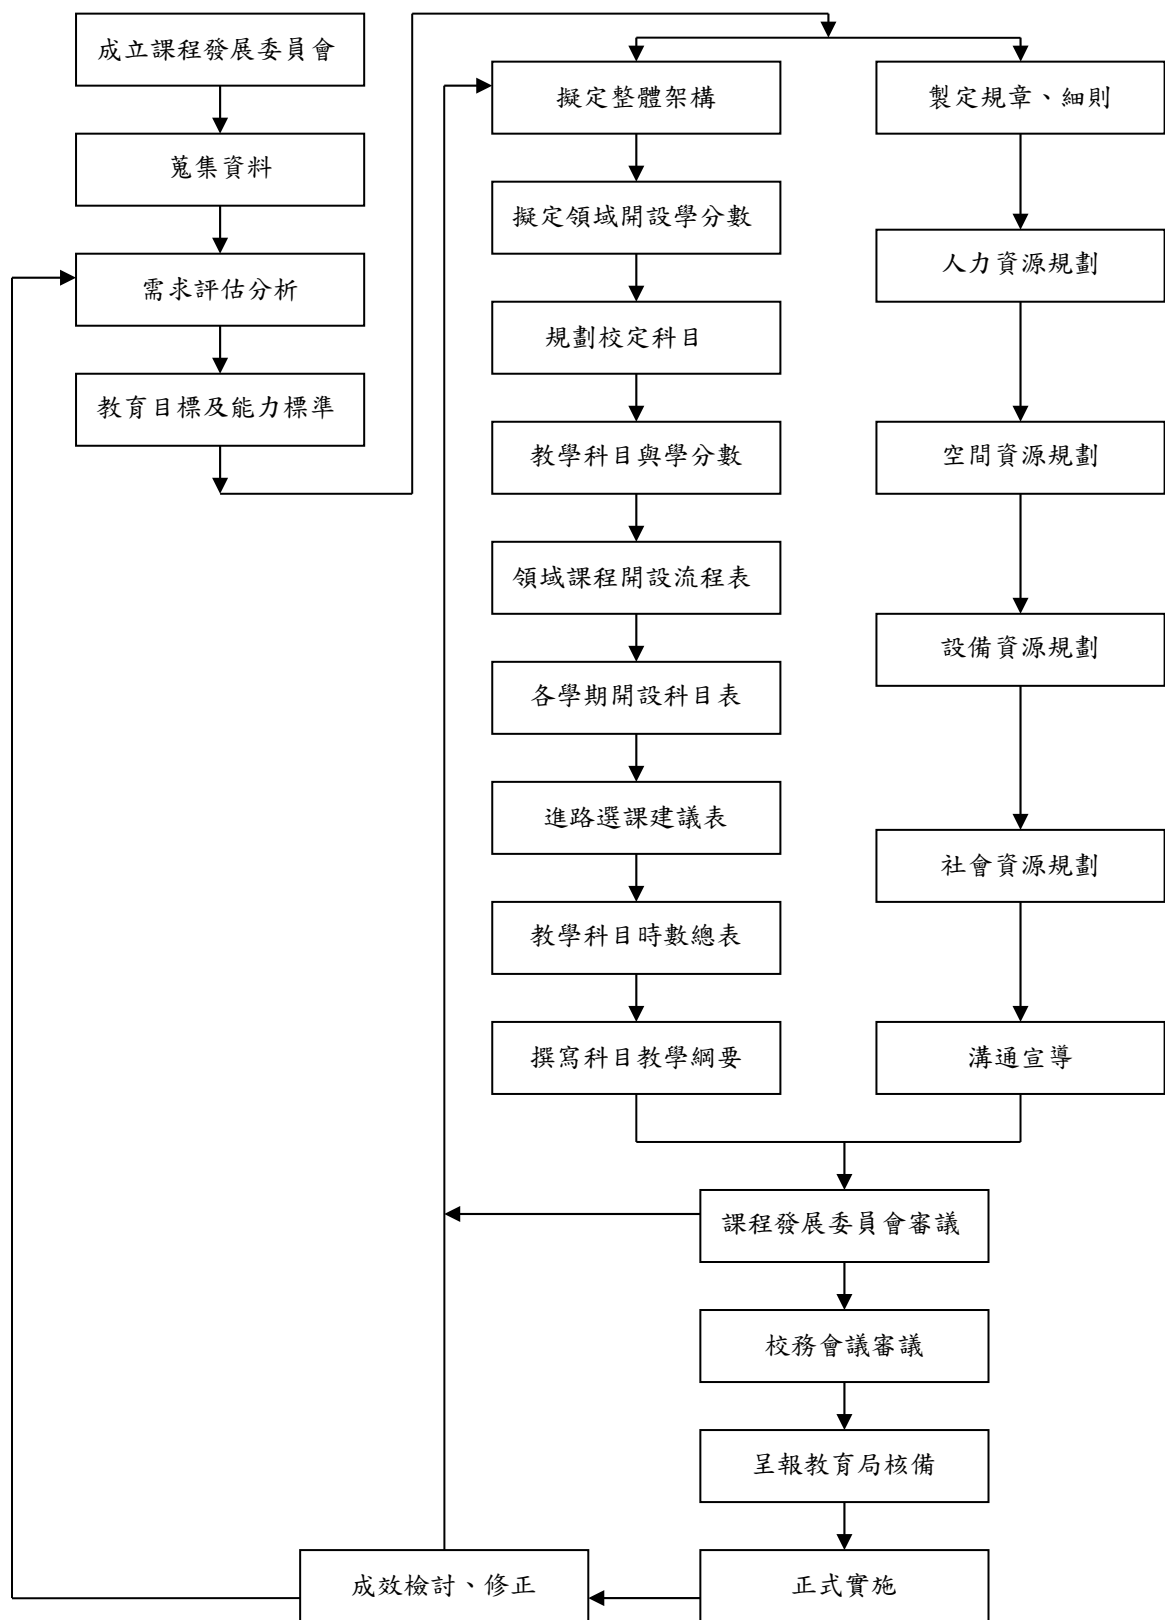 成立課程發展委員會
蒐集資料
需求評估分析
教育目標及能力標準
擬定整體架構
擬定領域開設學分數
規劃校定科目
教學科目與學分數
領域課程開設流程表
各學期開設科目表
進路選課建議表
教學科目時數總表
撰寫科目教學綱要
製定規章、細則
人力資源規劃
空間資源規劃
設備資源規劃
社會資源規劃
溝通宣導
課程發展委員會審議
校務會議審議
呈報教育局核備
正式實施
成效檢討、修正